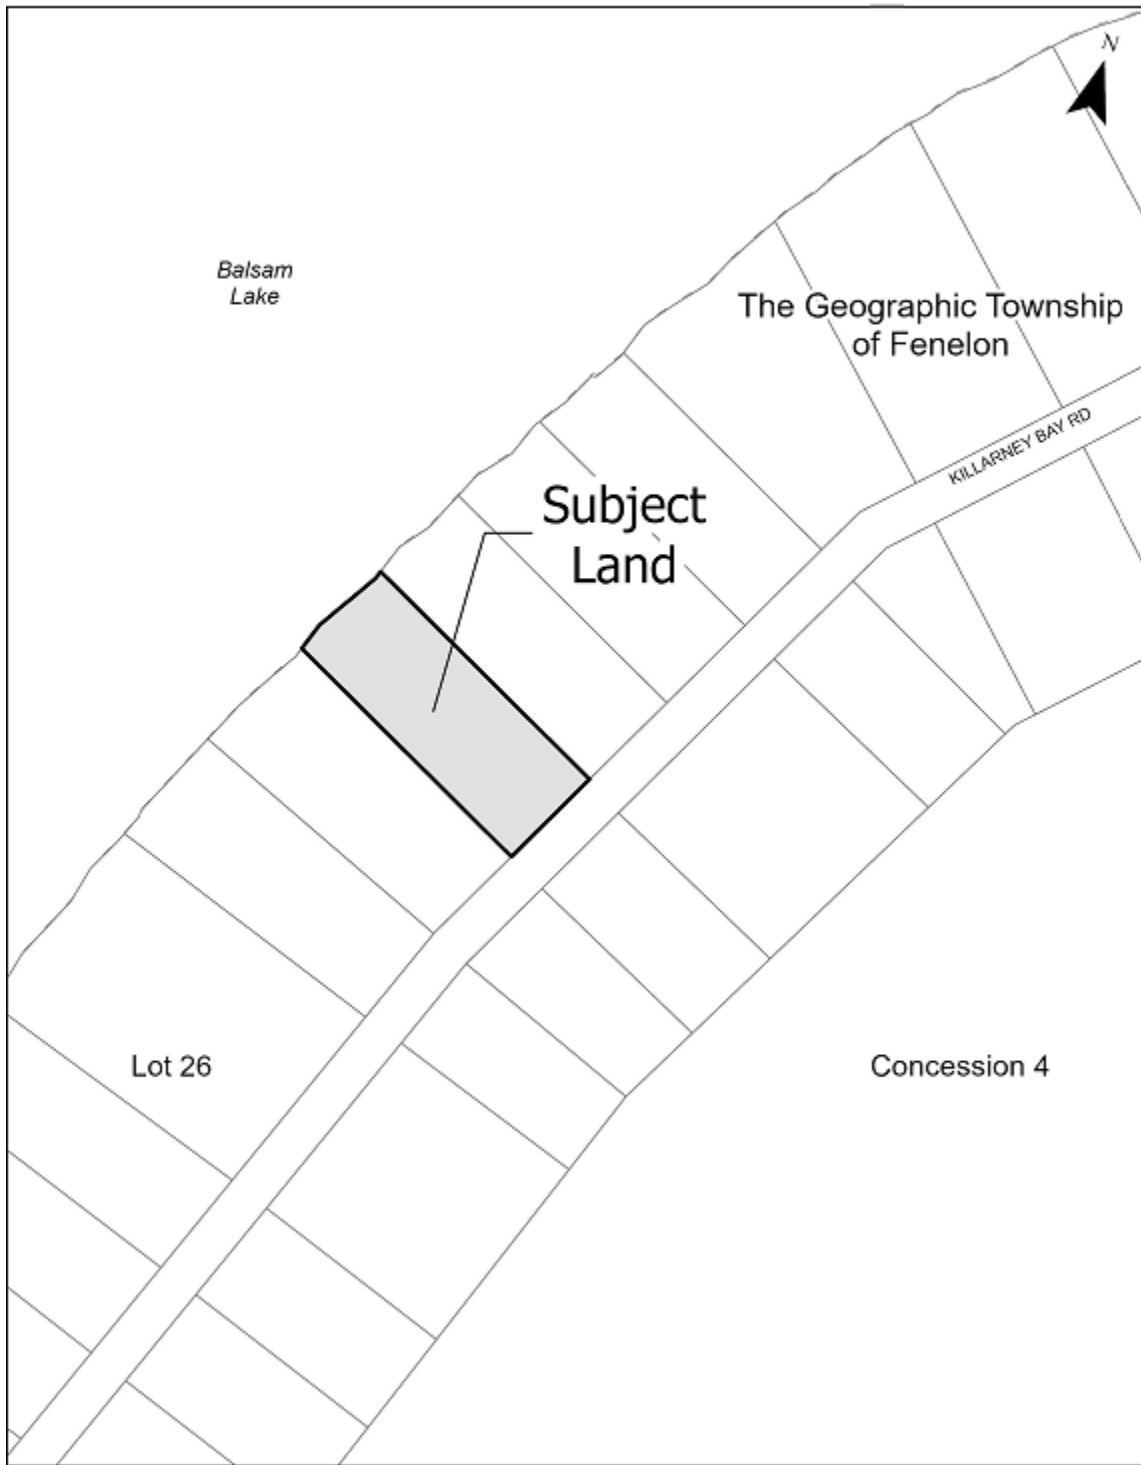 N
Balsam
Lake
The Geographic Township
of Fenelon
KILLARNEY BAY RD
Subject
Land
Lot 26
Concession 4